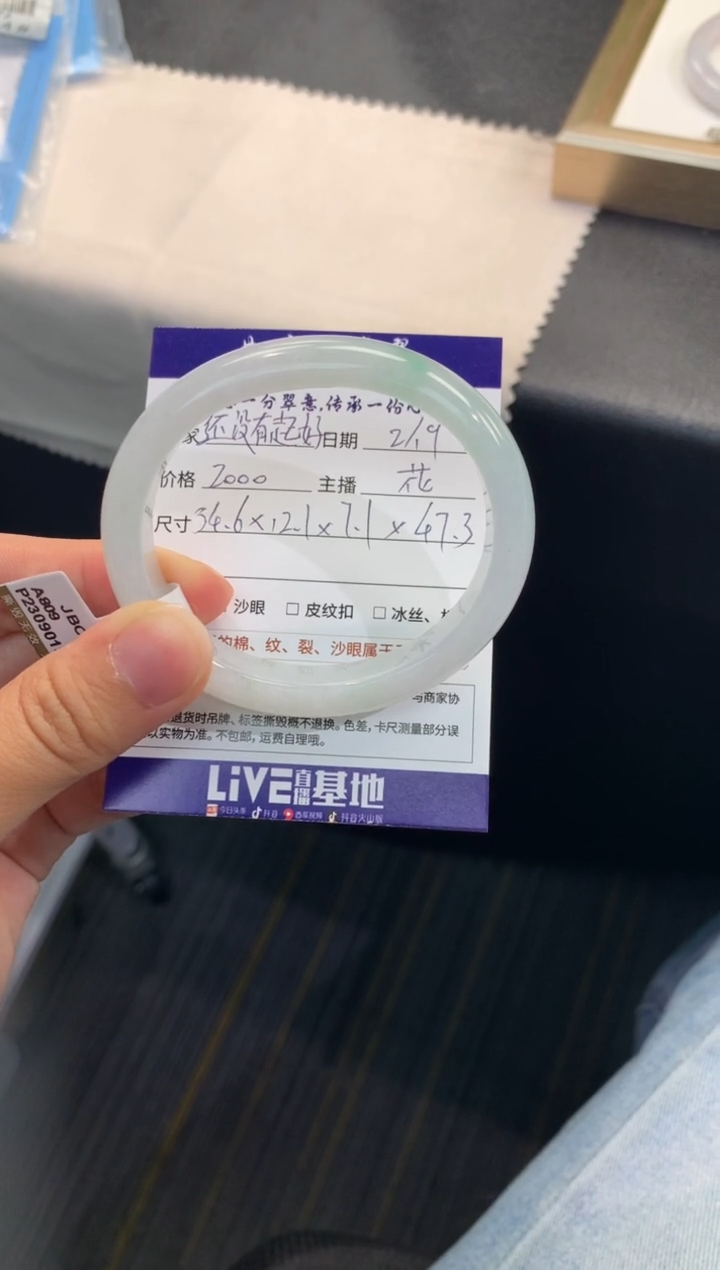 一分翠意,传承一份
还没有起好 日期 2/19
价格 2000 主播 花
尺寸 54.6×12.1×7.1×47.3
沙眼 □ 皮纹扣 □ 冰丝、
的棉、纹、裂、沙眼属于
与商家协
退货时吊牌、标签撕毁概不退换。色差,卡尺测量部分误
以实物为准。不包邮,运费自理哦。
LiVE直播基地
今日头条 抖音 西瓜视频 抖音火山版
JBC
A809
P230901